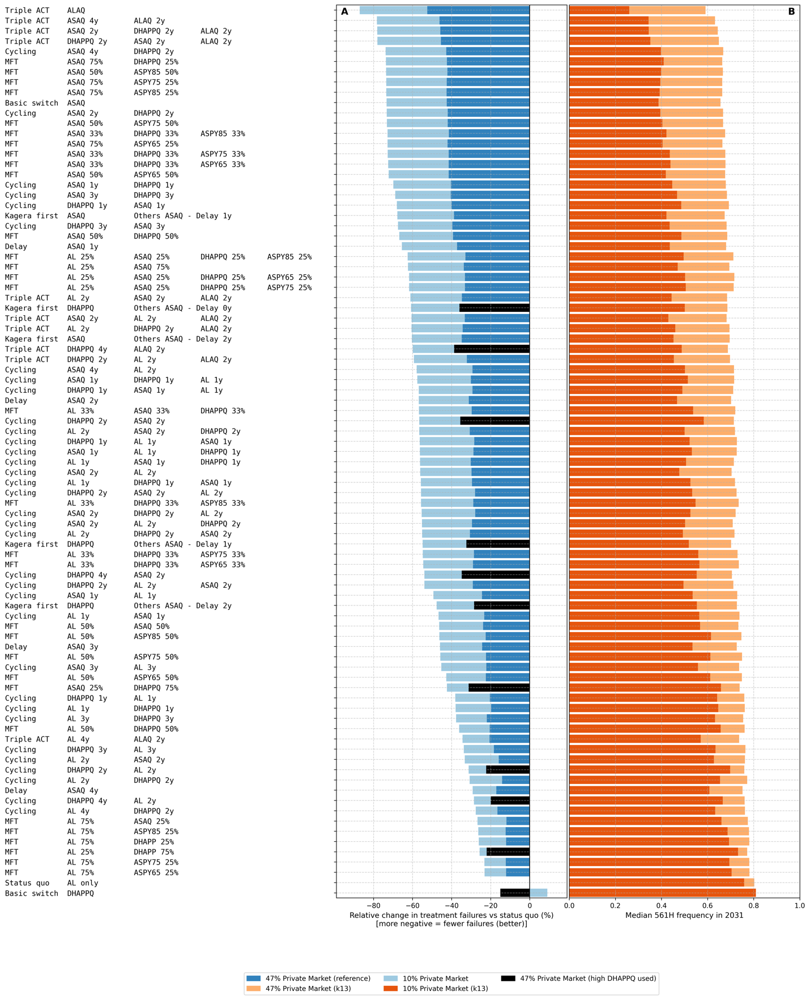 A
B
Triple ACT ALAQ
Triple ACT ASAQ 4y ALAQ 2y
Triple ACT ASAQ 2y DHAPPQ 2y ALAQ 2y
Triple ACT DHAPPQ 2y ASAQ 2y ALAQ 2y
Cycling ASAQ 4y DHAPPQ 2y
MFT ASAQ 75% DHAPPQ 25%
MFT ASAQ 50% ASPY85 50%
MFT ASAQ 75% ASPY75 25%
MFT ASAQ 75% ASPY85 25%
Basic switch ASAQ
Cycling ASAQ 2y DHAPPQ 2y
MFT ASAQ 50% ASPY75 50%
MFT ASAQ 33% DHAPPQ 33% ASPY85 33%
MFT ASAQ 75% ASPY65 25%
MFT ASAQ 33% DHAPPQ 33% ASPY75 33%
MFT ASAQ 33% DHAPPQ 33% ASPY65 33%
MFT ASAQ 50% ASPY65 50%
Cycling ASAQ 1y DHAPPQ 1y
Cycling ASAQ 3y DHAPPQ 3y
Cycling DHAPPQ 1y ASAQ 1y
Kagera first ASAQ Others ASAQ - Delay 1y
Cycling DHAPPQ 3y ASAQ 3y
MFT ASAQ 50% DHAPPQ 50%
Delay ASAQ 1y
MFT AL 25% ASAQ 25% DHAPPQ 25% ASPY85 25%
MFT AL 25% ASAQ 75%
MFT AL 25% ASAQ 25% DHAPPQ 25% ASPY65 25%
MFT AL 25% ASAQ 25% DHAPPQ 25% ASPY75 25%
Triple ACT AL 2y ASAQ 2y ALAQ 2y
Kagera first DHAPPQ Others ASAQ - Delay 0y
Triple ACT ASAQ 2y AL 2y ALAQ 2y
Triple ACT AL 2y DHAPPQ 2y ALAQ 2y
Kagera first ASAQ Others ASAQ - Delay 2y
Triple ACT DHAPPQ 4y ALAQ 2y
Triple ACT DHAPPQ 2y AL 2y ALAQ 2y
Cycling ASAQ 4y AL 2y
Cycling ASAQ 1y DHAPPQ 1y AL 1y
Cycling DHAPPQ 1y ASAQ 1y AL 1y
Delay ASAQ 2y
MFT AL 33% ASAQ 33% DHAPPQ 33%
Cycling DHAPPQ 2y ASAQ 2y
Cycling AL 2y ASAQ 2y DHAPPQ 2y
Cycling DHAPPQ 1y AL 1y ASAQ 1y
Cycling ASAQ 1y AL 1y DHAPPQ 1y
Cycling AL 1y ASAQ 1y DHAPPQ 1y
Cycling ASAQ 2y AL 2y
Cycling AL 1y DHAPPQ 1y ASAQ 1y
Cycling DHAPPQ 2y ASAQ 2y AL 2y
MFT AL 33% DHAPPQ 33% ASPY85 33%
Cycling ASAQ 2y DHAPPQ 2y AL 2y
Cycling ASAQ 2y AL 2y DHAPPQ 2y
Cycling AL 2y DHAPPQ 2y ASAQ 2y
Kagera first DHAPPQ Others ASAQ - Delay 1y
MFT AL 33% DHAPPQ 33% ASPY75 33%
MFT AL 33% DHAPPQ 33% ASPY65 33%
Cycling DHAPPQ 4y ASAQ 2y
Cycling DHAPPQ 2y AL 2y ASAQ 2y
Cycling ASAQ 1y AL 1y
Kagera first DHAPPQ Others ASAQ - Delay 2y
Cycling AL 1y ASAQ 1y
MFT AL 50% ASAQ 50%
MFT AL 50% ASPY85 50%
Delay ASAQ 3y
MFT AL 50% ASPY75 50%
Cycling ASAQ 3y AL 3y
MFT AL 50% ASPY65 50%
MFT ASAQ 25% DHAPPQ 75%
Cycling DHAPPQ 1y AL 1y
Cycling AL 1y DHAPPQ 1y
Cycling AL 3y DHAPPQ 3y
MFT AL 50% DHAPPQ 50%
Triple ACT AL 4y ALAQ 2y
Cycling DHAPPQ 3y AL 3y
Cycling AL 2y ASAQ 2y
Cycling DHAPPQ 2y AL 2y
Cycling AL 2y DHAPPQ 2y
Delay ASAQ 4y
Cycling DHAPPQ 4y AL 2y
Cycling AL 4y DHAPPQ 2y
MFT AL 75% ASAQ 25%
MFT AL 75% ASPY85 25%
MFT AL 75% DHAPP 25%
MFT AL 25% DHAPP 75%
MFT AL 75% ASPY75 25%
MFT AL 75% ASPY65 25%
Status quo AL only
Basic switch DHAPPQ
−80 −60 −40 −20 0 0.0 0.2 0.4 0.6 0.8 1.0
Relative change in treatment failures vs status quo (%)
[more negative = fewer failures (better)]
Median 561H frequency in 2031
47% Private Market (reference) 10% Private Market 47% Private Market (high DHAPPQ used)
47% Private Market (k13) 10% Private Market (k13)